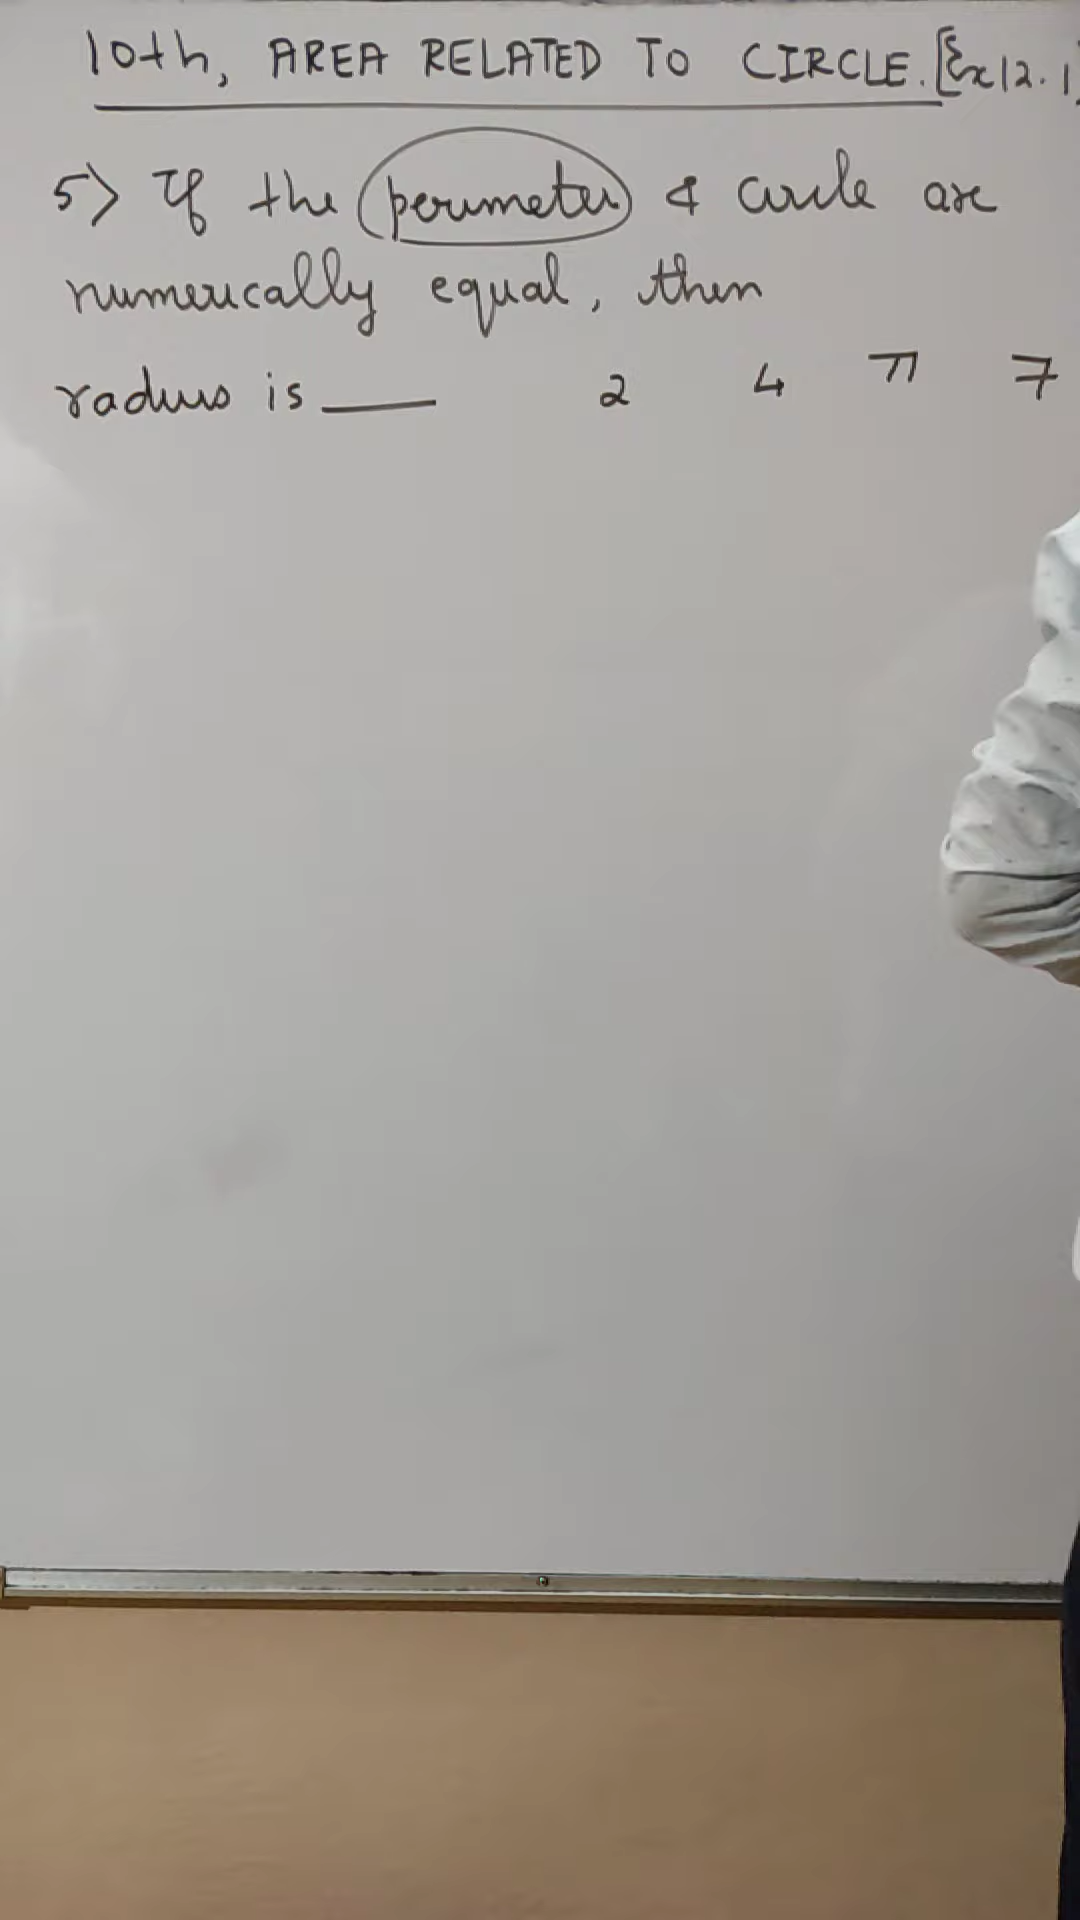 10th, AREA RELATED TO CIRCLE. [Ex12.1]
5> If the perimeter & circle are
numerically equal, then
radius is ___ 2 4 π 7